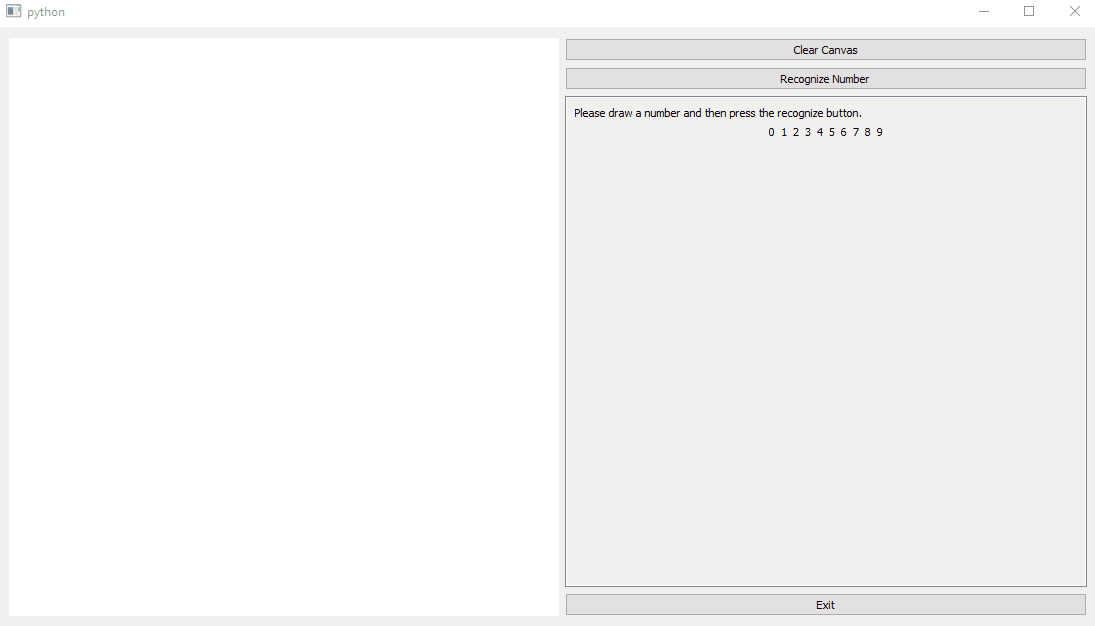 python
Clear Canvas
Recognize Number
Please draw a number and then press the recognize button.
0 1 2 3 4 5 6 7 8 9
Exit